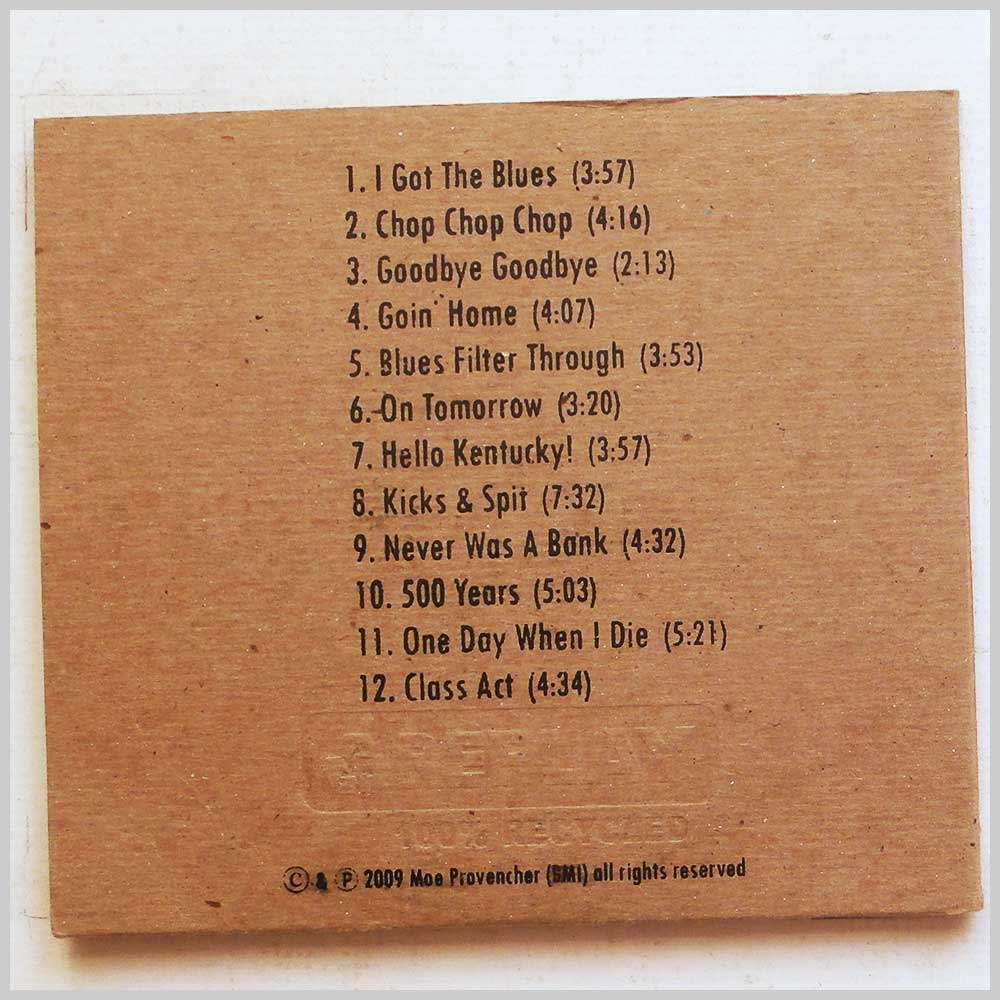 1. I Got The Blues (3:57)
2. Chop Chop Chop (4:16)
3. Goodbye Goodbye (2:13)
4. Goin' Home (4:07)
5. Blues Filter Through (3:53)
6. On Tomorrow (3:20)
7. Hello Kentucky! (3:57)
8. Kicks & Spit (7:32)
9. Never Was A Bank (4:32)
10. 500 Years (5:03)
11. One Day When I Die (5:21)
12. Class Act (4:34)
100% RECYCLED
© & ℗ 2009 Moe Provencher (BMI) all rights reserved